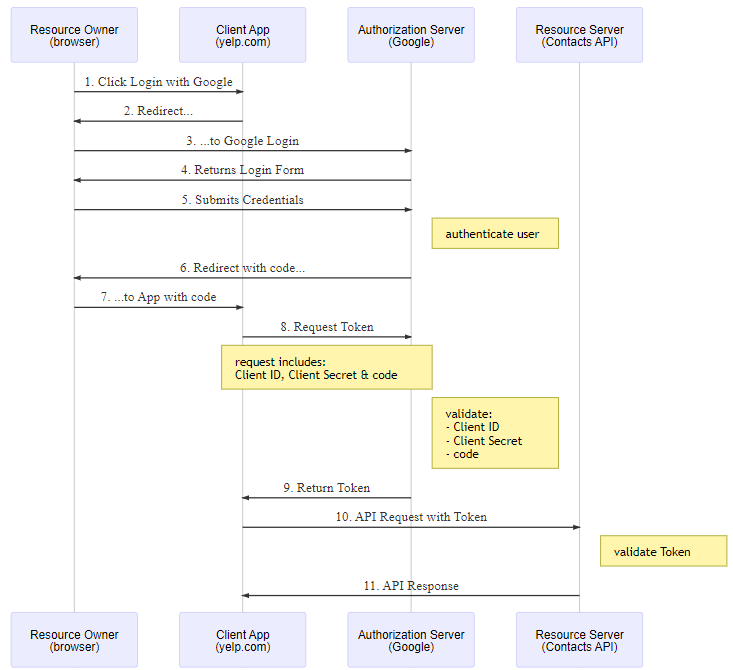 Resource Owner
(browser)
Client App
(yelp.com)
Authorization Server
(Google)
Resource Server
(Contacts API)
1. Click Login with Google
2. Redirect...
3. ...to Google Login
4. Returns Login Form
5. Submits Credentials
authenticate user
6. Redirect with code...
7. ...to App with code
8. Request Token
request includes:
Client ID, Client Secret & code
validate:
- Client ID
- Client Secret
- code
9. Return Token
10. API Request with Token
validate Token
11. API Response
Resource Owner
(browser)
Client App
(yelp.com)
Authorization Server
(Google)
Resource Server
(Contacts API)